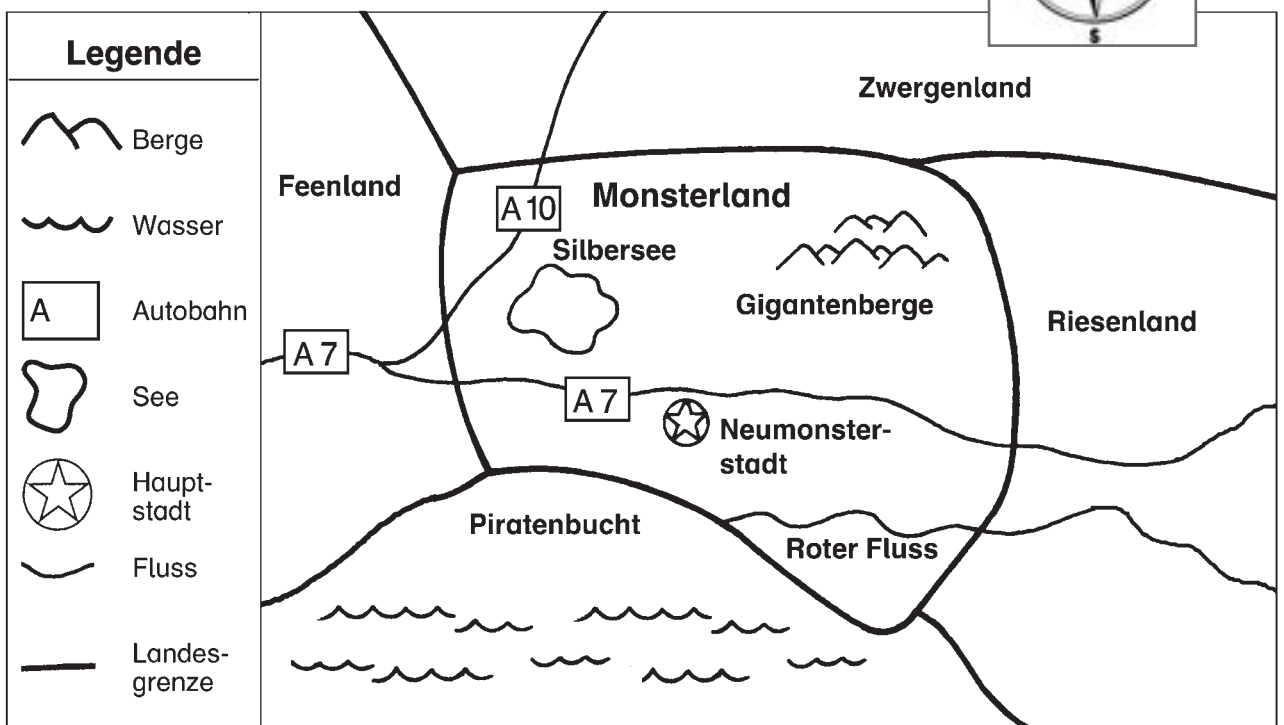 S
Legende
Berge
Wasser
A
Autobahn
See
Haupt-
stadt
Fluss
Landes-
grenze
Zwergenland
Feenland
Monsterland
A 10
Silbersee
Gigantenberge
Riesenland
A 7
A 7
Neumonster-
stadt
Piratenbucht
Roter Fluss